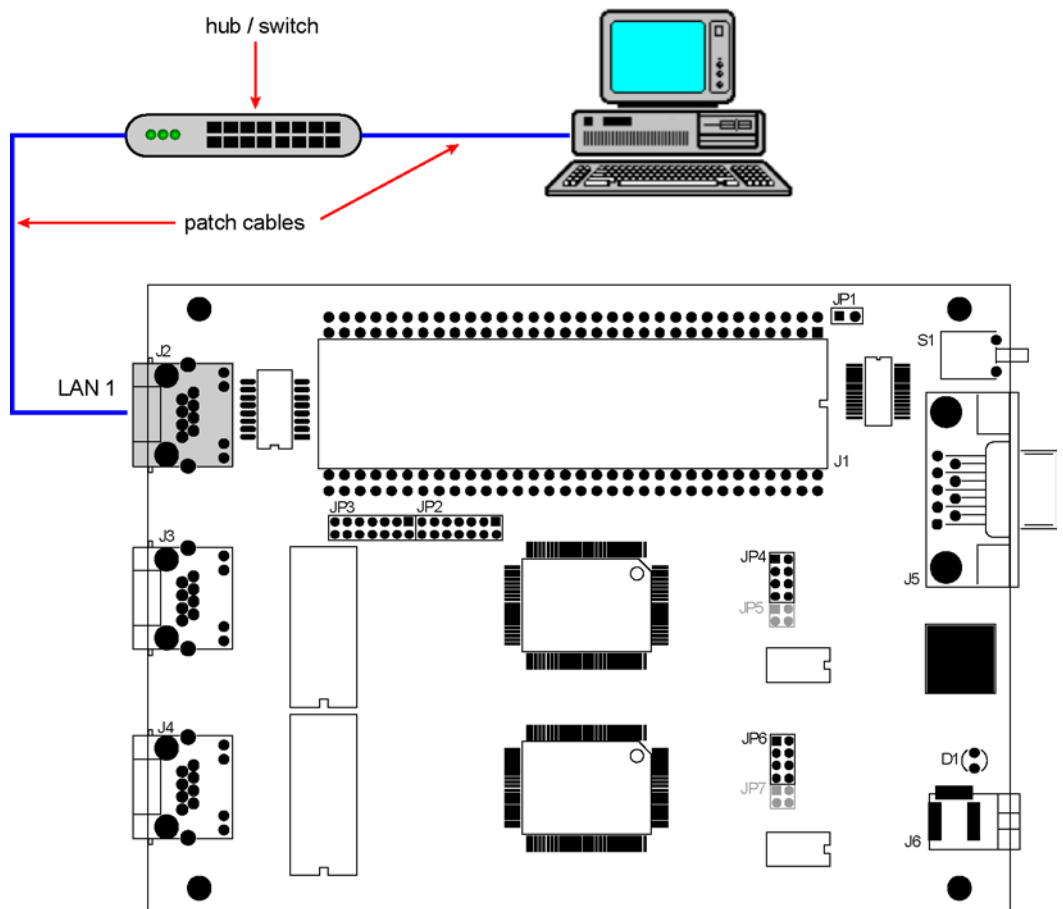 hub / switch
patch cables
JP1
S1
J2
LAN 1
J1
JP3
JP2
J3
JP4
J5
JP5
J4
JP6
D1
JP7
J6